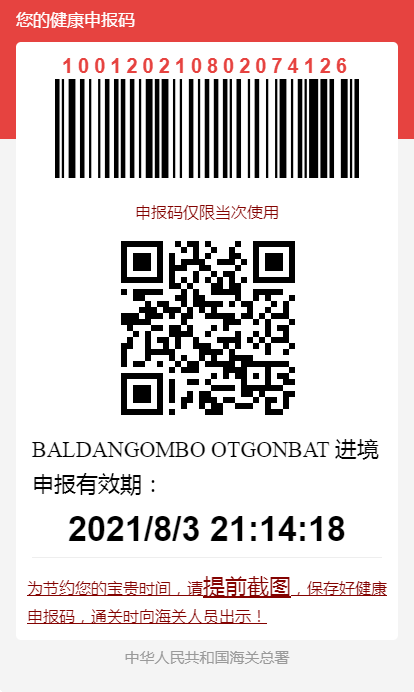 您的健康申报码
100120210802074126
申报码仅限当次使用
BALDANGOMBO OTGONBAT 进境
申报有效期：
2021/8/3 21:14:18
为节约您的宝贵时间，请提前截图，保存好健康
申报码，通关时向海关人员出示！
中华人民共和国海关总署